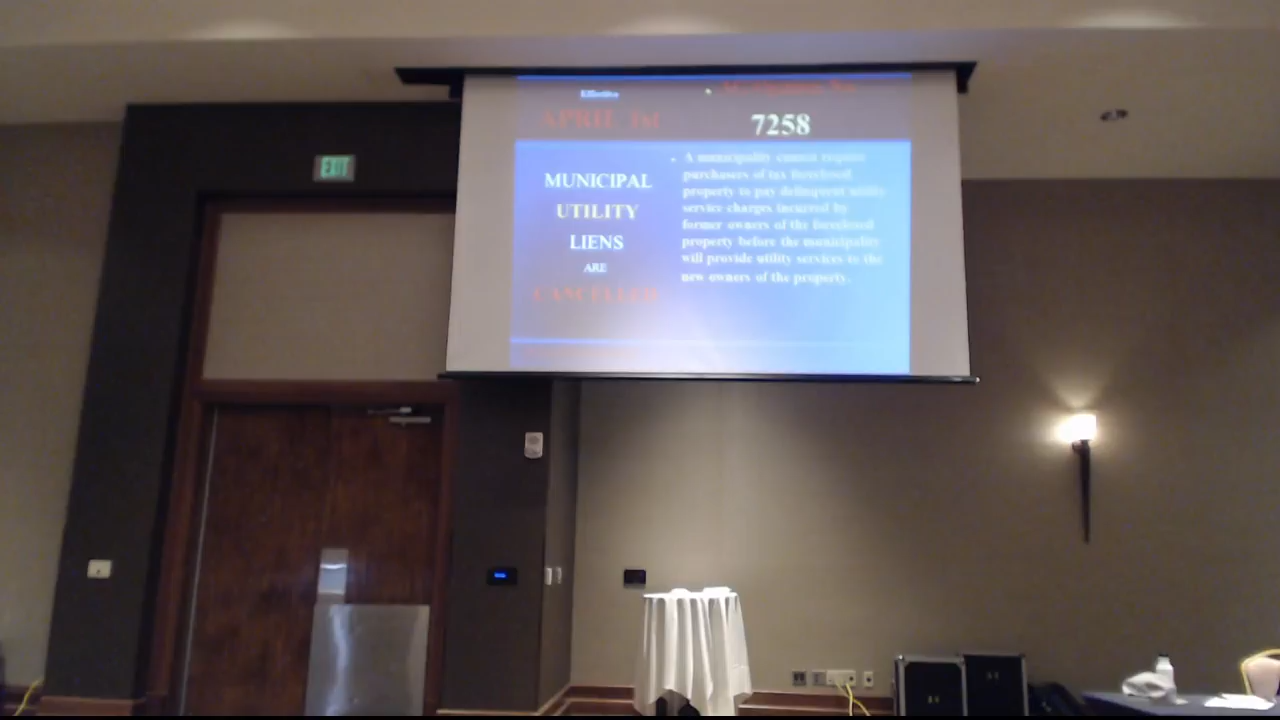 EXIT
Effective
APRIL 1st
7258
MUNICIPAL
UTILITY
LIENS
ARE
CANCELLED
• A municipality cannot require
purchasers of tax foreclosed
property to pay delinquent utility
service charges incurred by
former owners of the foreclosed
property before the municipality
will provide utility services to the
new owners of the property.